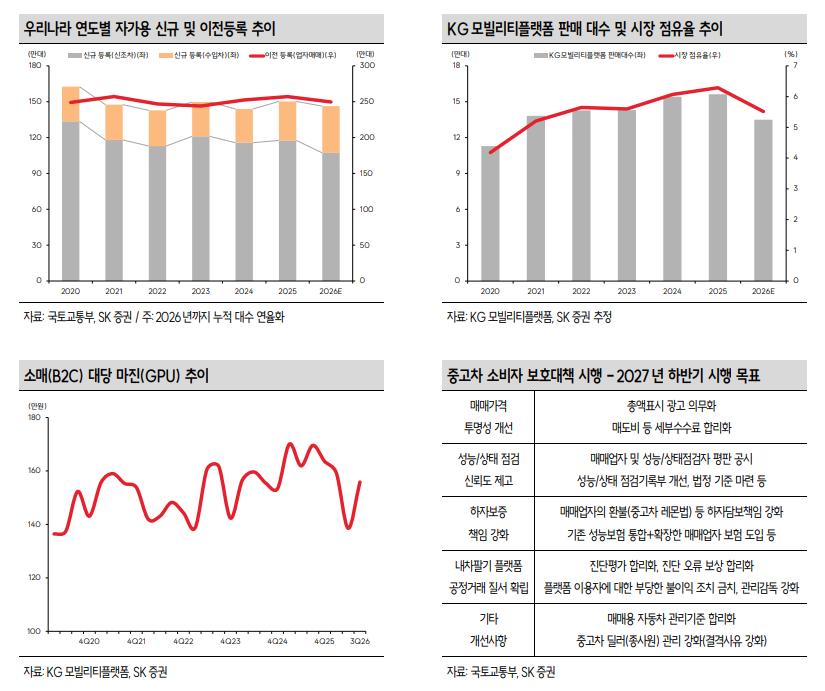 우리나라 연도별 자가용 신규 및 이전등록 추이
(만대)
신규 등록(신조차)(좌)
신규 등록(수입차)(좌)
이전 등록(업자매매)(우)
(만대)
180
150
120
90
60
30
0
300
250
200
150
100
50
0
2020 2021 2022 2023 2024 2025 2026E
자료: 국토교통부, SK 증권 / 주: 2026년까지 누적 대수 연율화
KG 모빌리티플랫폼 판매 대수 및 시장 점유율 추이
(만대)
KG모빌리티플랫폼 판매대수(좌)
시장 점유율(우)
(%)
18
15
12
9
6
3
0
7
6
5
4
3
2
1
0
2020 2021 2022 2023 2024 2025 2026E
자료: KG 모빌리티플랫폼, SK 증권 추정
소매(B2C) 대당 마진(GPU) 추이
(만원)
180
160
140
120
100
4Q20 4Q21 4Q22 4Q23 4Q24 4Q25 3Q26
자료: KG 모빌리티플랫폼, SK 증권
중고차 소비자 보호대책 시행 – 2027년 하반기 시행 목표
매매가격
투명성 개선
총액표시 광고 의무화
매도비 등 세부수수료 합리화
성능/상태 점검
신뢰도 제고
매매업자 및 성능/상태점검자 평판 공시
성능/상태 점검기록부 개선, 법정 기준 마련 등
하자보증
책임 강화
매매업자의 환불(중고차 레몬법) 등 하자담보책임 강화
기존 성능보험 통합+확장한 매매업자 보험 도입 등
내차팔기 플랫폼
공정거래 질서 확립
진단평가 합리화, 진단 오류 보상 합리화
플랫폼 이용자에 대한 부당한 불이익 조치 금치, 관리감독 강화
기타
개선사항
매매용 자동차 관리기준 합리화
중고차 딜러(종사원) 관리 강화(결격사유 강화)
자료: 국토교통부, SK 증권